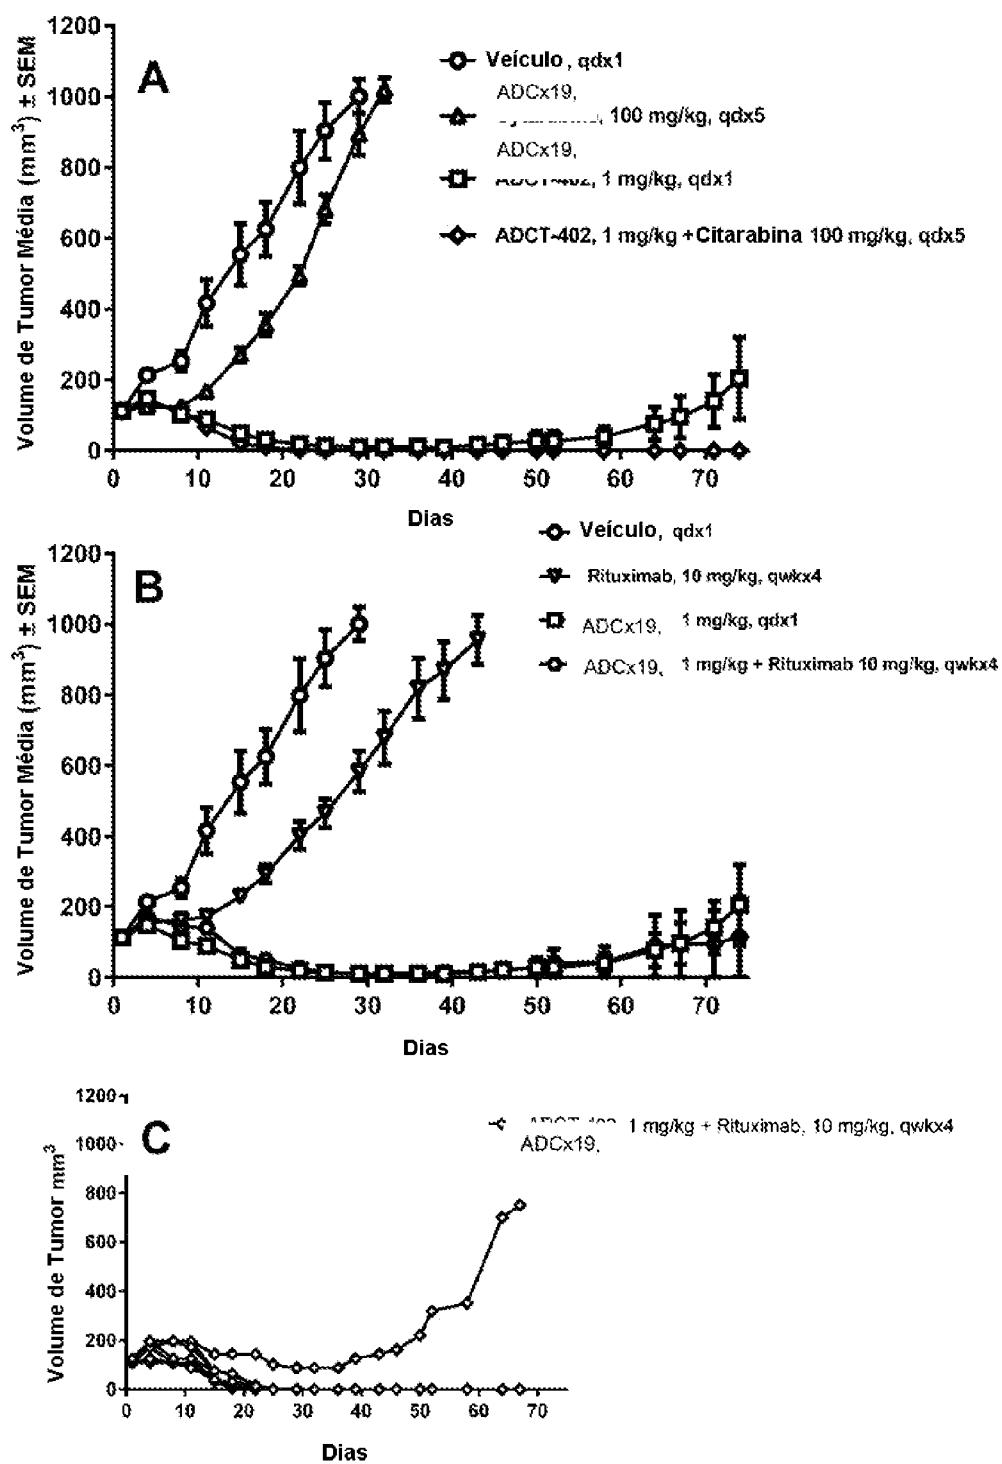 1200
A
Veículo, qdx1
ADCx19,
100 mg/kg, qdx5
ADCx19,
ADCT-402, 1 mg/kg, qdx1
ADCT-402, 1 mg/kg +Citarabina 100 mg/kg, qdx5
1000
800
600
400
200
0
Volume de Tumor Média (mm³) ± SEM
0 10 20 30 40 50 60 70
Dias
1200
B
Veículo, qdx1
Rituximab, 10 mg/kg, qwkx4
ADCx19, 1 mg/kg, qdx1
ADCx19, 1 mg/kg + Rituximab 10 mg/kg, qwkx4
1000
800
600
400
200
0
Volume de Tumor Média (mm³) ± SEM
0 10 20 30 40 50 60 70
Dias
1200
C
1 mg/kg + Rituximab, 10 mg/kg, qwkx4
ADCx19,
1000
800
600
400
200
0
Volume de Tumor mm³
0 10 20 30 40 50 60 70
Dias